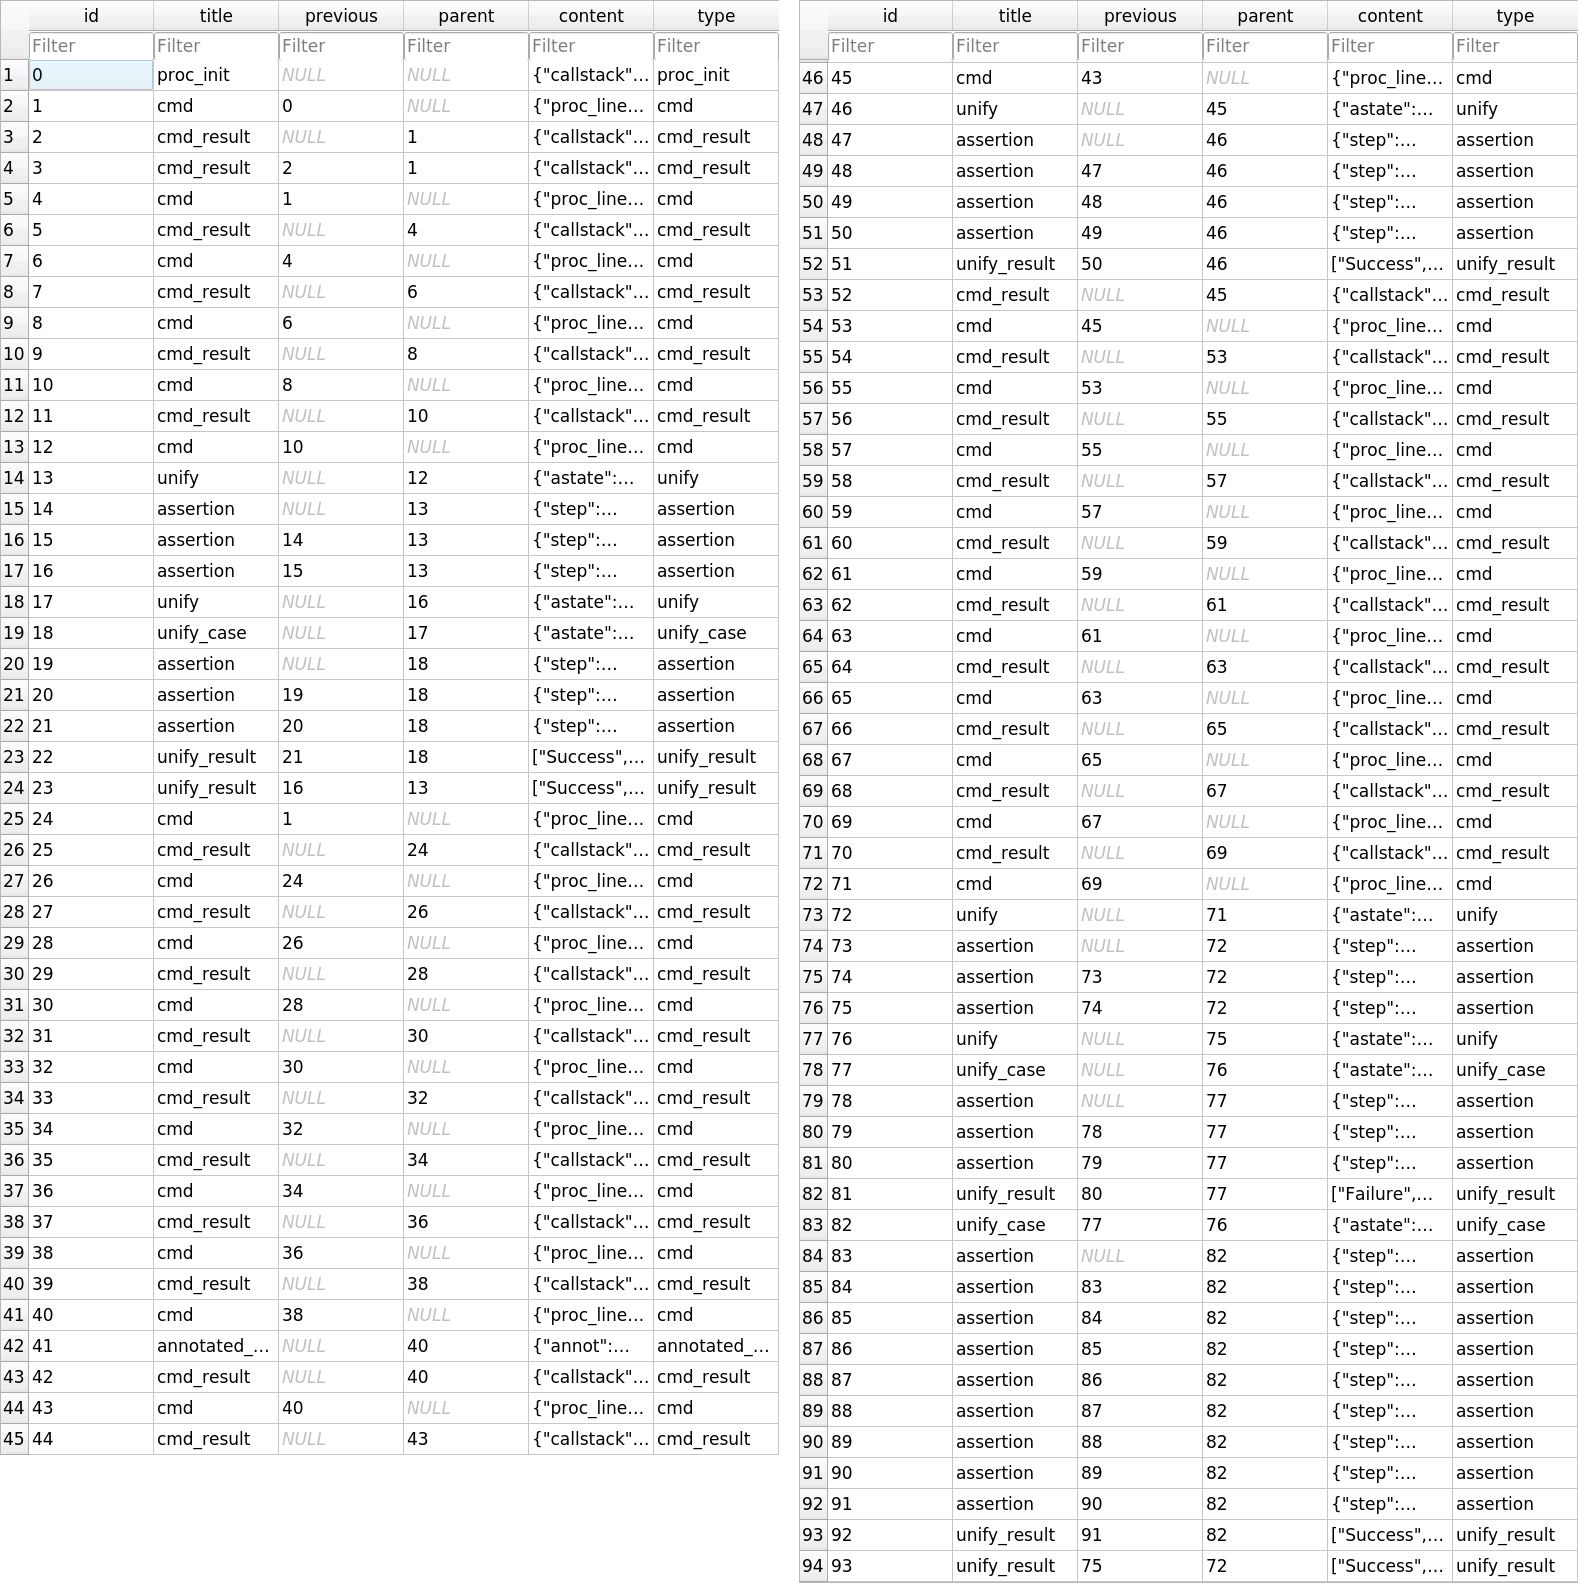 id title previous parent content type
Filter Filter Filter Filter Filter Filter
1 0 proc_init NULL NULL {"callstack"... proc_init
2 1 cmd 0 NULL {"proc_line... cmd
3 2 cmd_result NULL 1 {"callstack"... cmd_result
4 3 cmd_result 2 1 {"callstack"... cmd_result
5 4 cmd 1 NULL {"proc_line... cmd
6 5 cmd_result NULL 4 {"callstack"... cmd_result
7 6 cmd 4 NULL {"proc_line... cmd
8 7 cmd_result NULL 6 {"callstack"... cmd_result
9 8 cmd 6 NULL {"proc_line... cmd
10 9 cmd_result NULL 8 {"callstack"... cmd_result
11 10 cmd 8 NULL {"proc_line... cmd
12 11 cmd_result NULL 10 {"callstack"... cmd_result
13 12 cmd 10 NULL {"proc_line... cmd
14 13 unify NULL 12 {"astate":... unify
15 14 assertion NULL 13 {"step":... assertion
16 15 assertion 14 13 {"step":... assertion
17 16 assertion 15 13 {"step":... assertion
18 17 unify NULL 16 {"astate":... unify
19 18 unify_case NULL 17 {"astate":... unify_case
20 19 assertion NULL 18 {"step":... assertion
21 20 assertion 19 18 {"step":... assertion
22 21 assertion 20 18 {"step":... assertion
23 22 unify_result 21 18 ["Success",... unify_result
24 23 unify_result 16 13 ["Success",... unify_result
25 24 cmd 1 NULL {"proc_line... cmd
26 25 cmd_result NULL 24 {"callstack"... cmd_result
27 26 cmd 24 NULL {"proc_line... cmd
28 27 cmd_result NULL 26 {"callstack"... cmd_result
29 28 cmd 26 NULL {"proc_line... cmd
30 29 cmd_result NULL 28 {"callstack"... cmd_result
31 30 cmd 28 NULL {"proc_line... cmd
32 31 cmd_result NULL 30 {"callstack"... cmd_result
33 32 cmd 30 NULL {"proc_line... cmd
34 33 cmd_result NULL 32 {"callstack"... cmd_result
35 34 cmd 32 NULL {"proc_line... cmd
36 35 cmd_result NULL 34 {"callstack"... cmd_result
37 36 cmd 34 NULL {"proc_line... cmd
38 37 cmd_result NULL 36 {"callstack"... cmd_result
39 38 cmd 36 NULL {"proc_line... cmd
40 39 cmd_result NULL 38 {"callstack"... cmd_result
41 40 cmd 38 NULL {"proc_line... cmd
42 41 annotated_... NULL 40 {"annot":... annotated_...
43 42 cmd_result NULL 40 {"callstack"... cmd_result
44 43 cmd 40 NULL {"proc_line... cmd
45 44 cmd_result NULL 43 {"callstack"... cmd_result
id title previous parent content type
Filter Filter Filter Filter Filter Filter
46 45 cmd 43 NULL {"proc_line... cmd
47 46 unify NULL 45 {"astate":... unify
48 47 assertion NULL 46 {"step":... assertion
49 48 assertion 47 46 {"step":... assertion
50 49 assertion 48 46 {"step":... assertion
51 50 assertion 49 46 {"step":... assertion
52 51 unify_result 50 46 ["Success",... unify_result
53 52 cmd_result NULL 45 {"callstack"... cmd_result
54 53 cmd 45 NULL {"proc_line... cmd
55 54 cmd_result NULL 53 {"callstack"... cmd_result
56 55 cmd 53 NULL {"proc_line... cmd
57 56 cmd_result NULL 55 {"callstack"... cmd_result
58 57 cmd 55 NULL {"proc_line... cmd
59 58 cmd_result NULL 57 {"callstack"... cmd_result
60 59 cmd 57 NULL {"proc_line... cmd
61 60 cmd_result NULL 59 {"callstack"... cmd_result
62 61 cmd 59 NULL {"proc_line... cmd
63 62 cmd_result NULL 61 {"callstack"... cmd_result
64 63 cmd 61 NULL {"proc_line... cmd
65 64 cmd_result NULL 63 {"callstack"... cmd_result
66 65 cmd 63 NULL {"proc_line... cmd
67 66 cmd_result NULL 65 {"callstack"... cmd_result
68 67 cmd 65 NULL {"proc_line... cmd
69 68 cmd_result NULL 67 {"callstack"... cmd_result
70 69 cmd 67 NULL {"proc_line... cmd
71 70 cmd_result NULL 69 {"callstack"... cmd_result
72 71 cmd 69 NULL {"proc_line... cmd
73 72 unify NULL 71 {"astate":... unify
74 73 assertion NULL 72 {"step":... assertion
75 74 assertion 73 72 {"step":... assertion
76 75 assertion 74 72 {"step":... assertion
77 76 unify NULL 75 {"astate":... unify
78 77 unify_case NULL 76 {"astate":... unify_case
79 78 assertion NULL 77 {"step":... assertion
80 79 assertion 78 77 {"step":... assertion
81 80 assertion 79 77 {"step":... assertion
82 81 unify_result 80 77 ["Failure",... unify_result
83 82 unify_case 77 76 {"astate":... unify_case
84 83 assertion NULL 82 {"step":... assertion
85 84 assertion 83 82 {"step":... assertion
86 85 assertion 84 82 {"step":... assertion
87 86 assertion 85 82 {"step":... assertion
88 87 assertion 86 82 {"step":... assertion
89 88 assertion 87 82 {"step":... assertion
90 89 assertion 88 82 {"step":... assertion
91 90 assertion 89 82 {"step":... assertion
92 91 assertion 90 82 {"step":... assertion
93 92 unify_result 91 82 ["Success",... unify_result
94 93 unify_result 75 72 ["Success",... unify_result